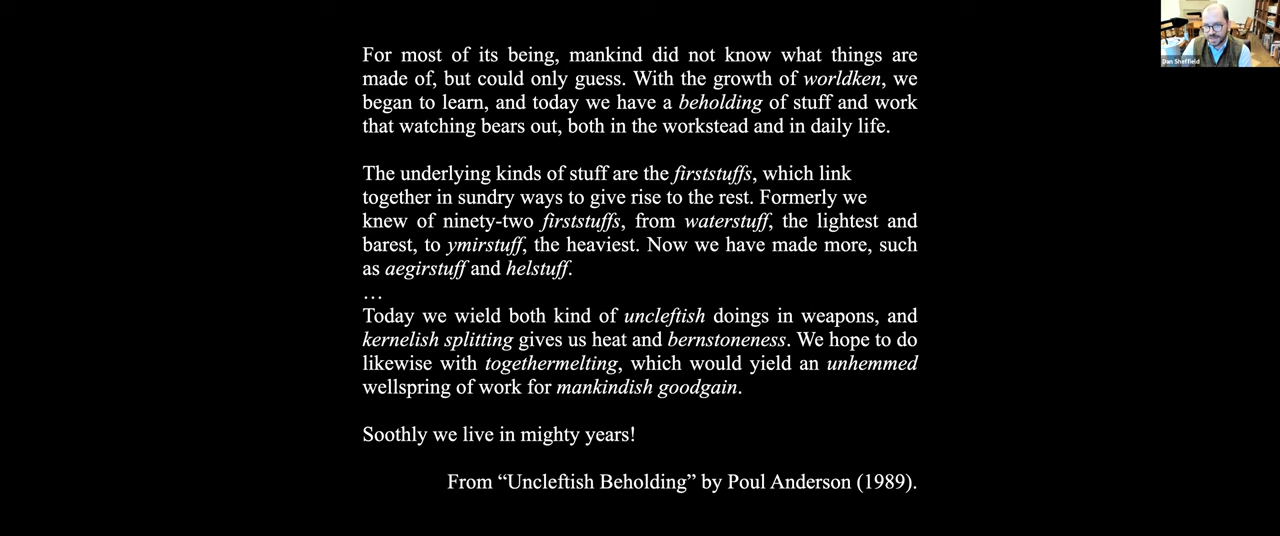 For most of its being, mankind did not know what things are
made of, but could only guess. With the growth of worldken, we
began to learn, and today we have a beholding of stuff and work
that watching bears out, both in the workstead and in daily life.
The underlying kinds of stuff are the firststuffs, which link
together in sundry ways to give rise to the rest. Formerly we
knew of ninety-two firststuffs, from waterstuff, the lightest and
barest, to ymirstuff, the heaviest. Now we have made more, such
as aegirstuff and helstuff.
…
Today we wield both kind of uncleftish doings in weapons, and
kernelish splitting gives us heat and bernstoneness. We hope to do
likewise with togethermelting, which would yield an unhemmed
wellspring of work for mankindish goodgain.
Soothly we live in mighty years!
From “Uncleftish Beholding” by Poul Anderson (1989).
Dan Sheffield